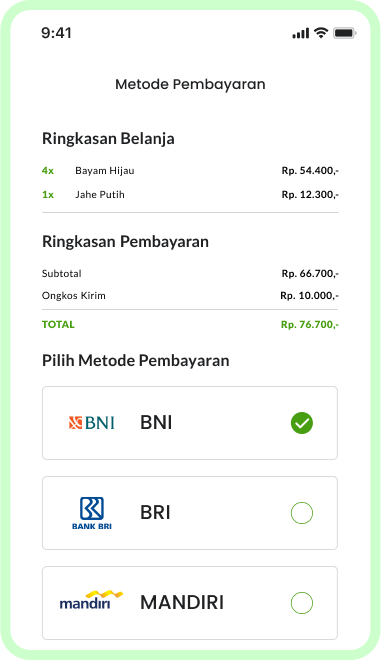 9:41
Metode Pembayaran
Ringkasan Belanja
4x Bayam Hijau Rp. 54.400,-
1x Jahe Putih Rp. 12.300,-
Ringkasan Pembayaran
Subtotal Rp. 66.700,-
Ongkos Kirim Rp. 10.000,-
TOTAL Rp. 76.700,-
Pilih Metode Pembayaran
BNI BNI
BANK BRI BRI
mandiri MANDIRI